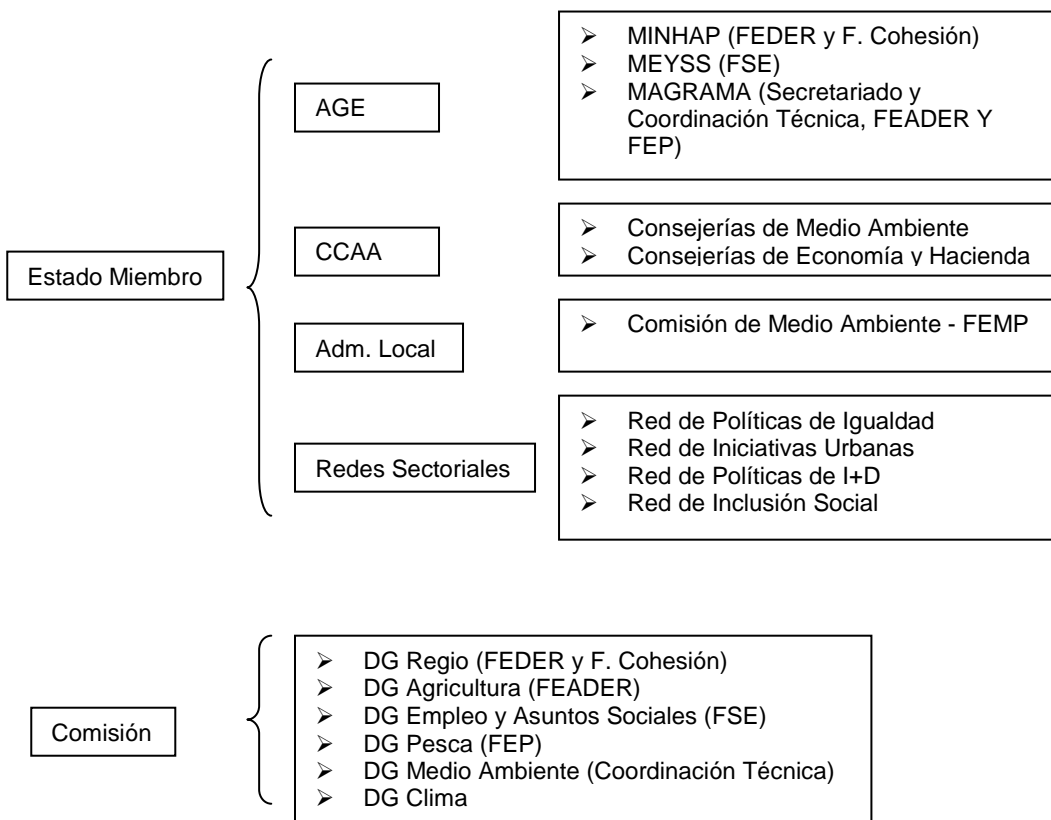 Estado Miembro
AGE
➢ MINHAP (FEDER y F. Cohesión)
➢ MEYSS (FSE)
➢ MAGRAMA (Secretariado y
Coordinación Técnica, FEADER Y
FEP)
CCAA
➢ Consejerías de Medio Ambiente
➢ Consejerías de Economía y Hacienda
Adm. Local
➢ Comisión de Medio Ambiente - FEMP
Redes Sectoriales
➢ Red de Políticas de Igualdad
➢ Red de Iniciativas Urbanas
➢ Red de Políticas de I+D
➢ Red de Inclusión Social
Comisión
➢ DG Regio (FEDER y F. Cohesión)
➢ DG Agricultura (FEADER)
➢ DG Empleo y Asuntos Sociales (FSE)
➢ DG Pesca (FEP)
➢ DG Medio Ambiente (Coordinación Técnica)
➢ DG Clima